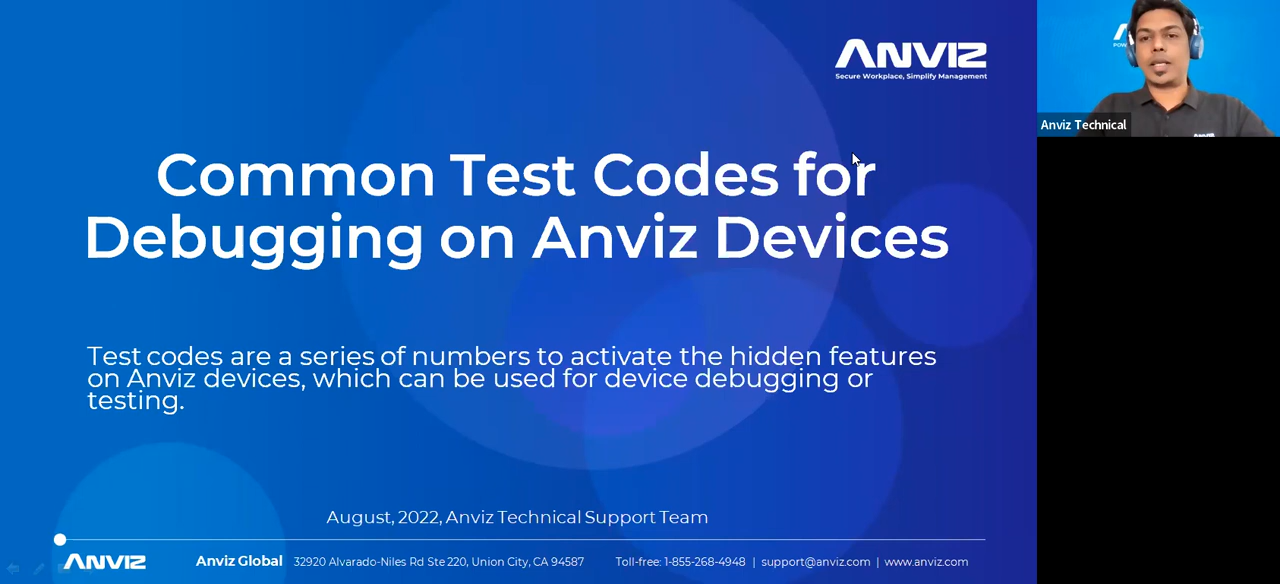 ANVIZ
Secure Workplace, Simplify Management
Common Test Codes for
Debugging on Anviz Devices
Test codes are a series of numbers to activate the hidden features
on Anviz devices, which can be used for device debugging or
testing.
August, 2022, Anviz Technical Support Team
ANVIZ
Anviz Global 32920 Alvarado-Niles Rd Ste 220, Union City, CA 94587 Toll-free: 1-855-268-4948 | support@anviz.com | www.anviz.com
Anviz Technical